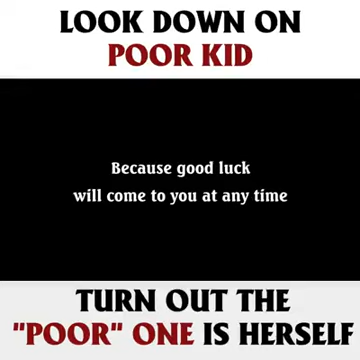 LOOK DOWN ON
POOR KID
Because good luck
will come to you at any time
TURN OUT THE
"POOR" ONE IS HERSELF